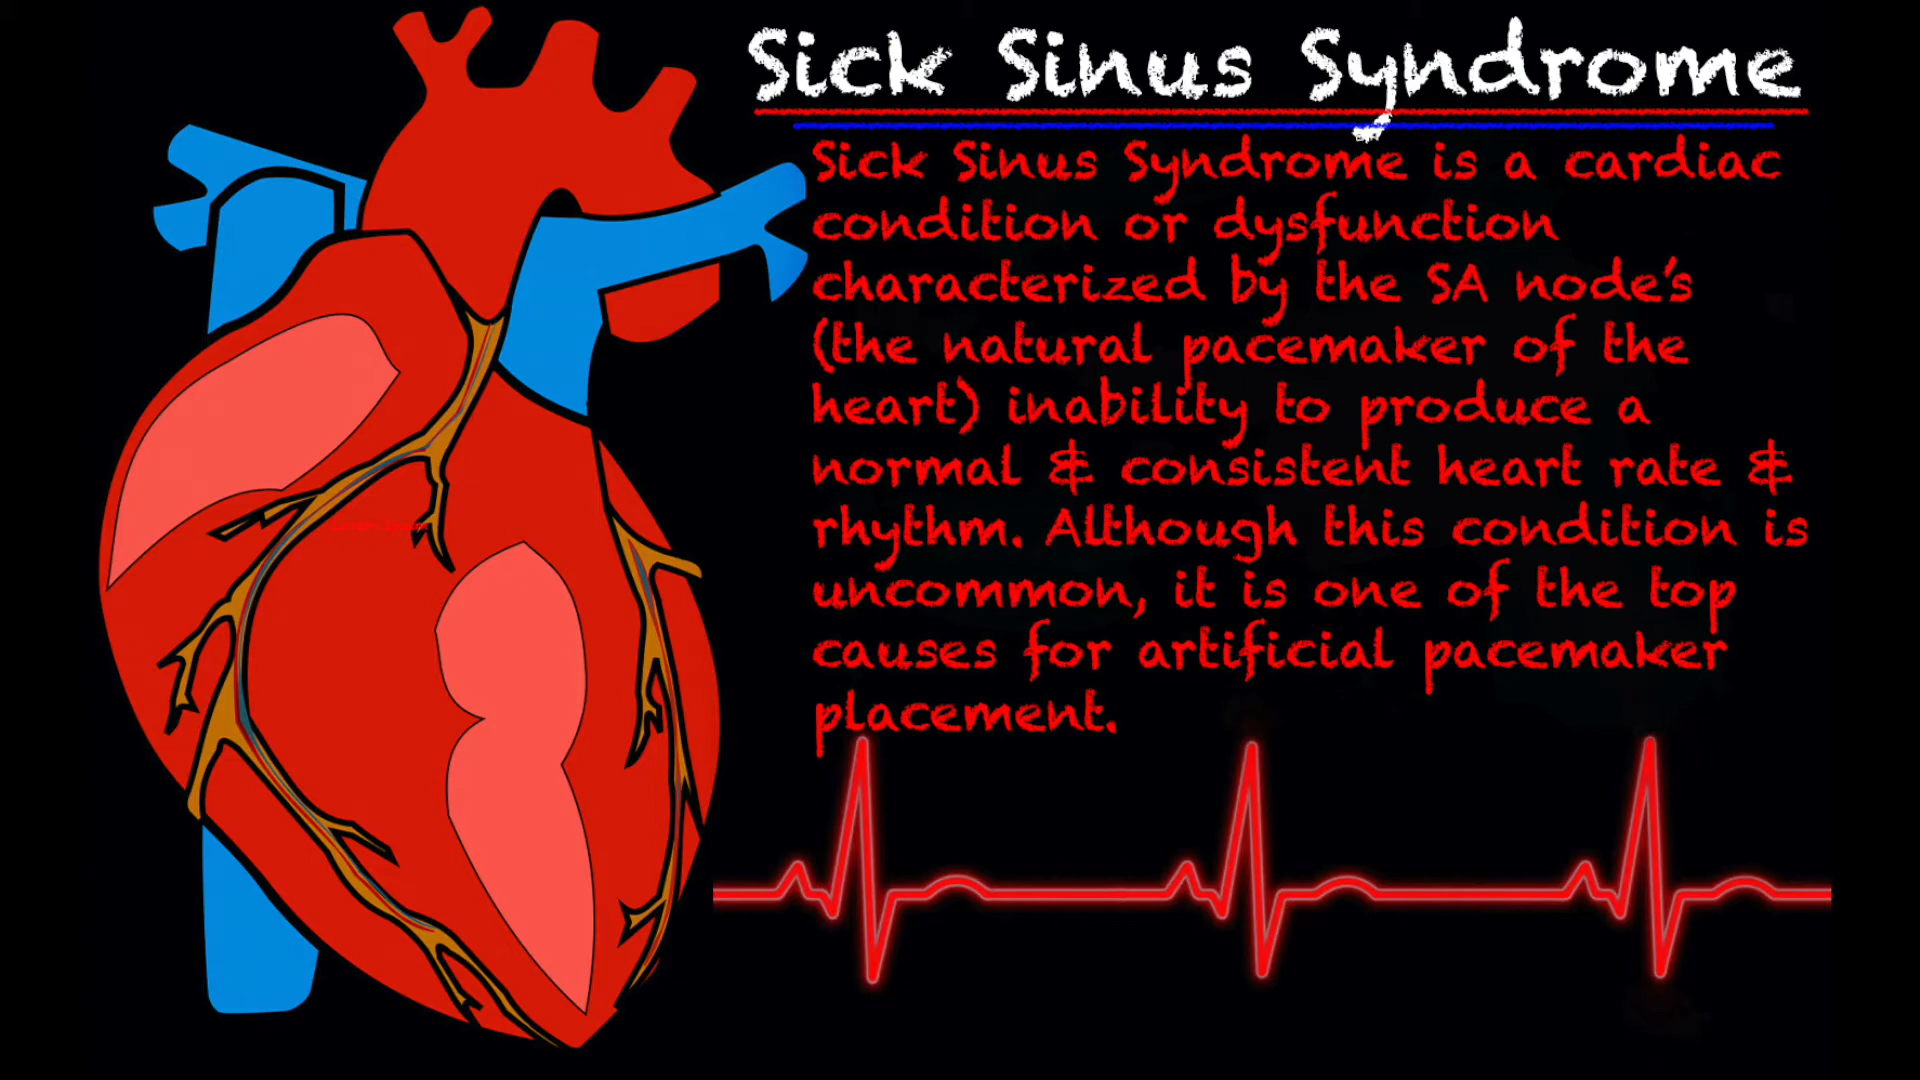 Sick Sinus Syndrome
Sick Sinus Syndrome is a cardiac
condition or dysfunction
characterized by the SA node's
(the natural pacemaker of the
heart) inability to produce a
normal & consistent heart rate &
rhythm. Although this condition is
uncommon, it is one of the top
causes for artificial pacemaker
placement.